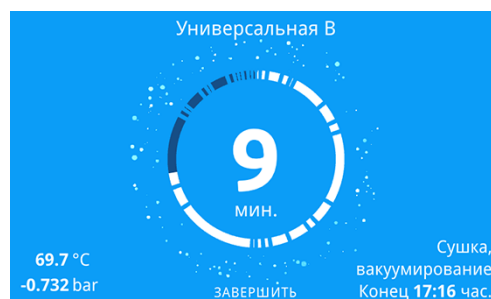 Универсальная В
9
мин.
69.7 °C
-0.732 bar
ЗАВЕРШИТЬ
Сушка,
вакуумирование
Конец 17:16 час.